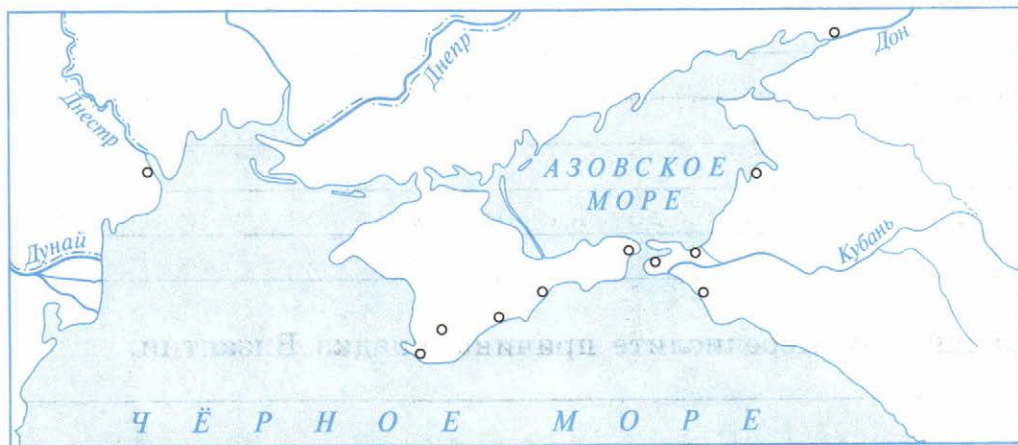 Днестр
Днепр
Дон
АЗОВСКОЕ
МОРЕ
Дунай
Кубань
ЧЁРНОЕ МОРЕ